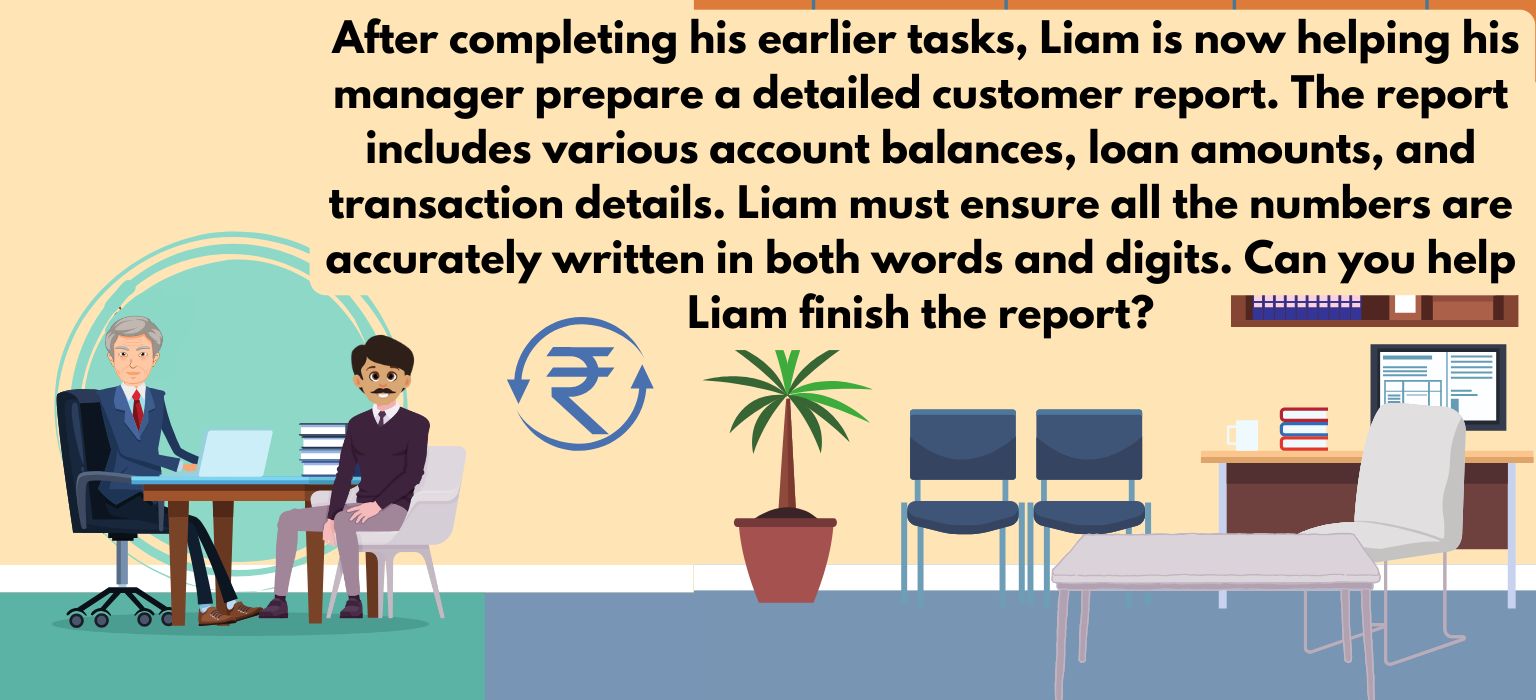 After completing his earlier tasks, Liam is now helping his
manager prepare a detailed customer report. The report
includes various account balances, loan amounts, and
transaction details. Liam must ensure all the numbers are
accurately written in both words and digits. Can you help
Liam finish the report?
₹